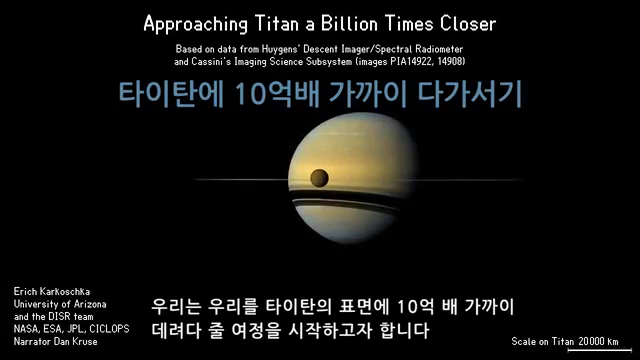 Approaching Titan a Billion Times Closer
Based on data from Huygens' Descent Imager/Spectral Radiometer
and Cassini's Imaging Science Subsystem (images PIA14922, 14908)
타이탄에 10억배 가까이 다가서기
Erich Karkoschka
University of Arizona
and the DISR team
NASA, ESA, JPL, CICLOPS
Narrator Dan Kruse
우리는 우리를 타이탄의 표면에 10억 배 가까이
데려다 줄 여정을 시작하고자 합니다
Scale on Titan 20000 km